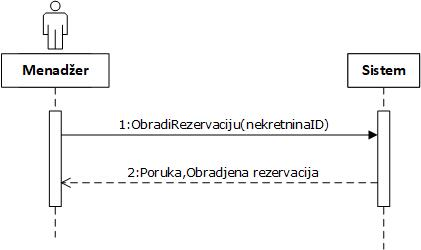 Menadžer
Sistem
1:ObradiRezervaciju(nekretninaID)
2:Poruka,Obradjena rezervacija